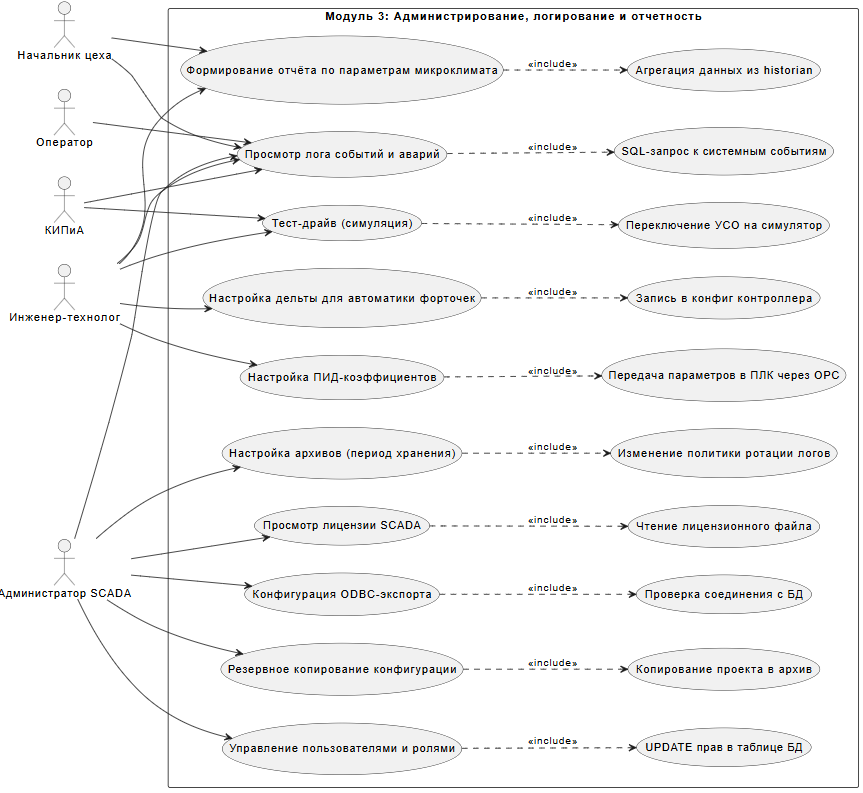 Модуль 3: Администрирование, логирование и отчетность
Начальник цеха
Формирование отчёта по параметрам микроклимата
«include»
Агрегация данных из historian
Оператор
Просмотр лога событий и аварий
«include»
SQL-запрос к системным событиям
КИПиА
Тест-драйв (симуляция)
«include»
Переключение УСО на симулятор
Инженер-технолог
Настройка дельты для автоматики форточек
«include»
Запись в конфиг контроллера
Настройка ПИД-коэффициентов
«include»
Передача параметров в ПЛК через OPC
Настройка архивов (период хранения)
«include»
Изменение политики ротации логов
Просмотр лицензии SCADA
«include»
Чтение лицензионного файла
Администратор SCADA
Конфигурация ODBC-экспорта
«include»
Проверка соединения с БД
Резервное копирование конфигурации
«include»
Копирование проекта в архив
Управление пользователями и ролями
«include»
UPDATE прав в таблице БД